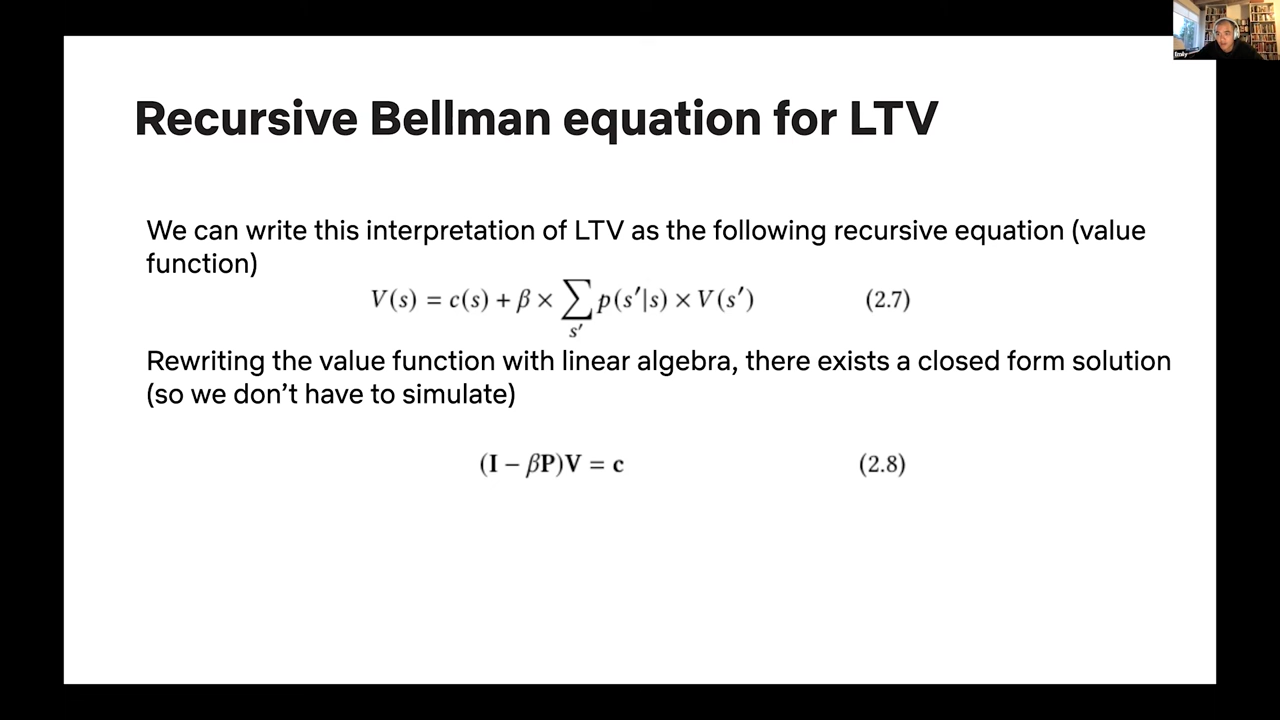 Emily
Recursive Bellman equation for LTV
We can write this interpretation of LTV as the following recursive equation (value
function)
V(s) = c(s) + β × ∑ p(s′|s) × V(s′) (2.7)
s′
Rewriting the value function with linear algebra, there exists a closed form solution
(so we don’t have to simulate)
(I − βP)V = c (2.8)